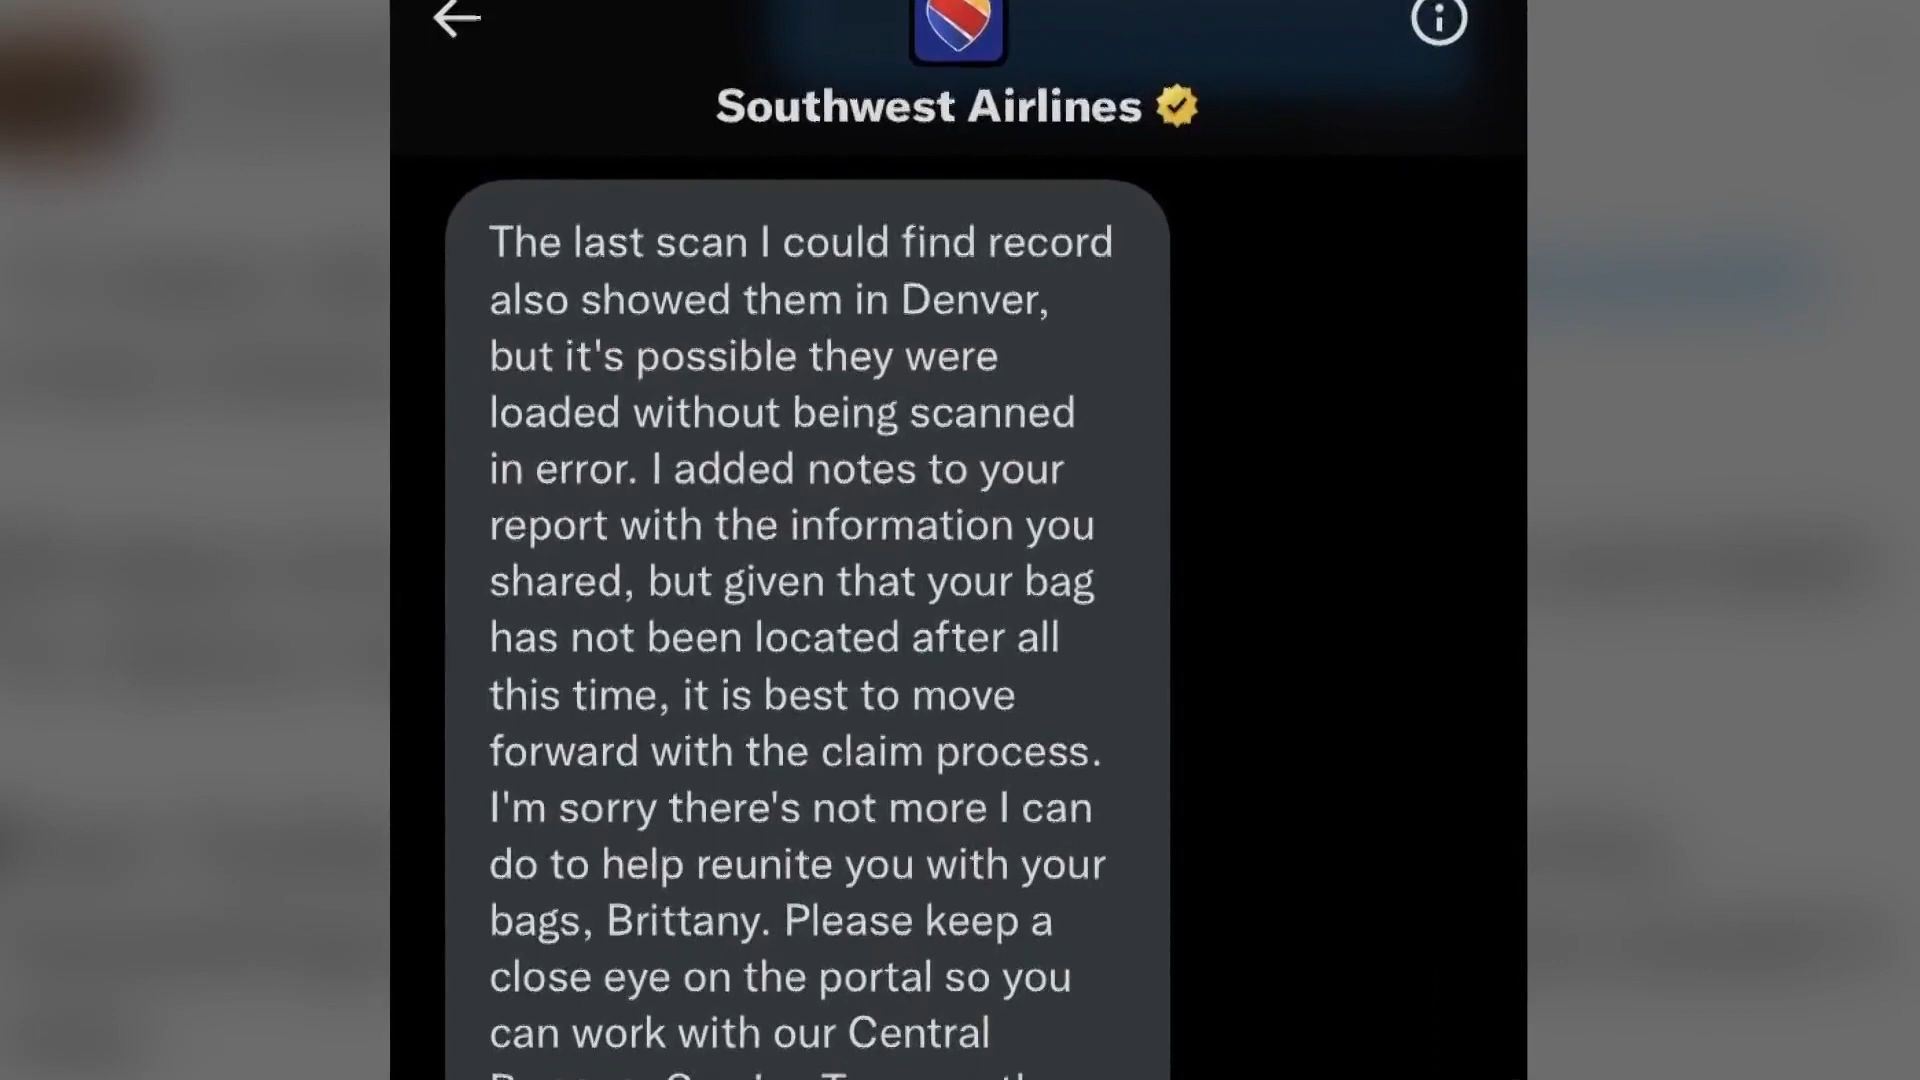 Southwest Airlines
The last scan I could find record
also showed them in Denver,
but it's possible they were
loaded without being scanned
in error. I added notes to your
report with the information you
shared, but given that your bag
has not been located after all
this time, it is best to move
forward with the claim process.
I'm sorry there's not more I can
do to help reunite you with your
bags, Brittany. Please keep a
close eye on the portal so you
can work with our Central